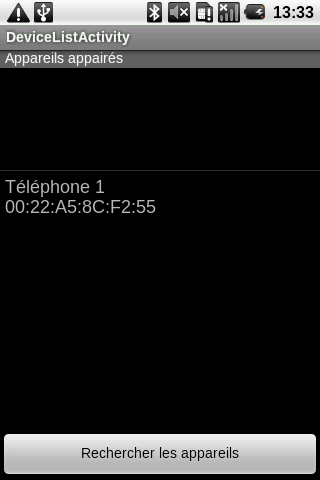 13:33
DeviceListActivity
Appareils appairés
Téléphone 1
00:22:A5:8C:F2:55
Rechercher les appareils